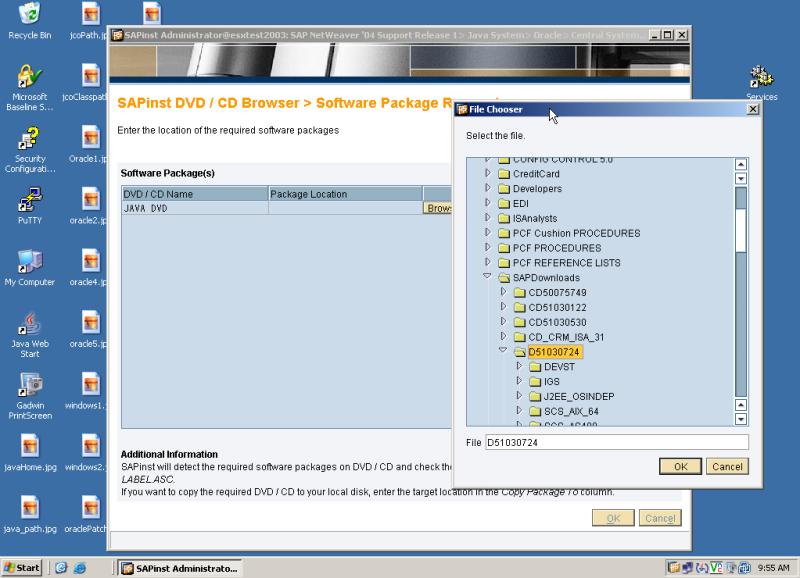 Recycle Bin
jcoPath.j
Microsoft
Baseline S...
jcoClasspath
Security
Configurati...
Oracle1.jp
PuTTY
oracle2.jp
My Computer
oracle4.jp
Java Web
Start
oracle5.jp
Gadwin
PrintScreen
windows1.
javaHome.jpg
windows2.
java_path.jpg
oraclePatch
Services
SAPinst Administrator@esxtest2003: SAP NetWeaver '04 Support Release 1 > Java System > Oracle > Central System...
SAPinst DVD / CD Browser > Software Package R
Enter the location of the required software packages
Software Package(s)
DVD / CD Name
Package Location
JAVA DVD
Brow
Additional Information
SAPinst will detect the required software packages on DVD / CD and check the
LABEL.ASC.
If you want to copy the required DVD / CD to your local disk, enter the target location in the Copy Package To column.
OK
Cancel
File Chooser
Select the file.
CONFIG CONTROL 5.0
CreditCard
Developers
EDI
ISAnalysts
PCF Cushion PROCEDURES
PCF PROCEDURES
PCF REFERENCE LISTS
SAPDownloads
CD50075749
CD51030122
CD51030530
CD_CRM_ISA_31
D51030724
DEVST
IGS
J2EE_OSINDEP
SCS_AIX_64
SCS_AS400
File
D51030724
OK
Cancel
Start
SAPinst Administrato...
9:55 AM